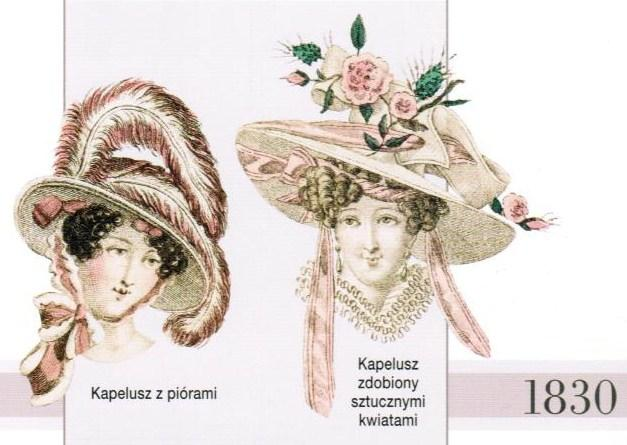 Kapelusz z piórami
Kapelusz
zdobiony
sztucznymi
kwiatami
1830